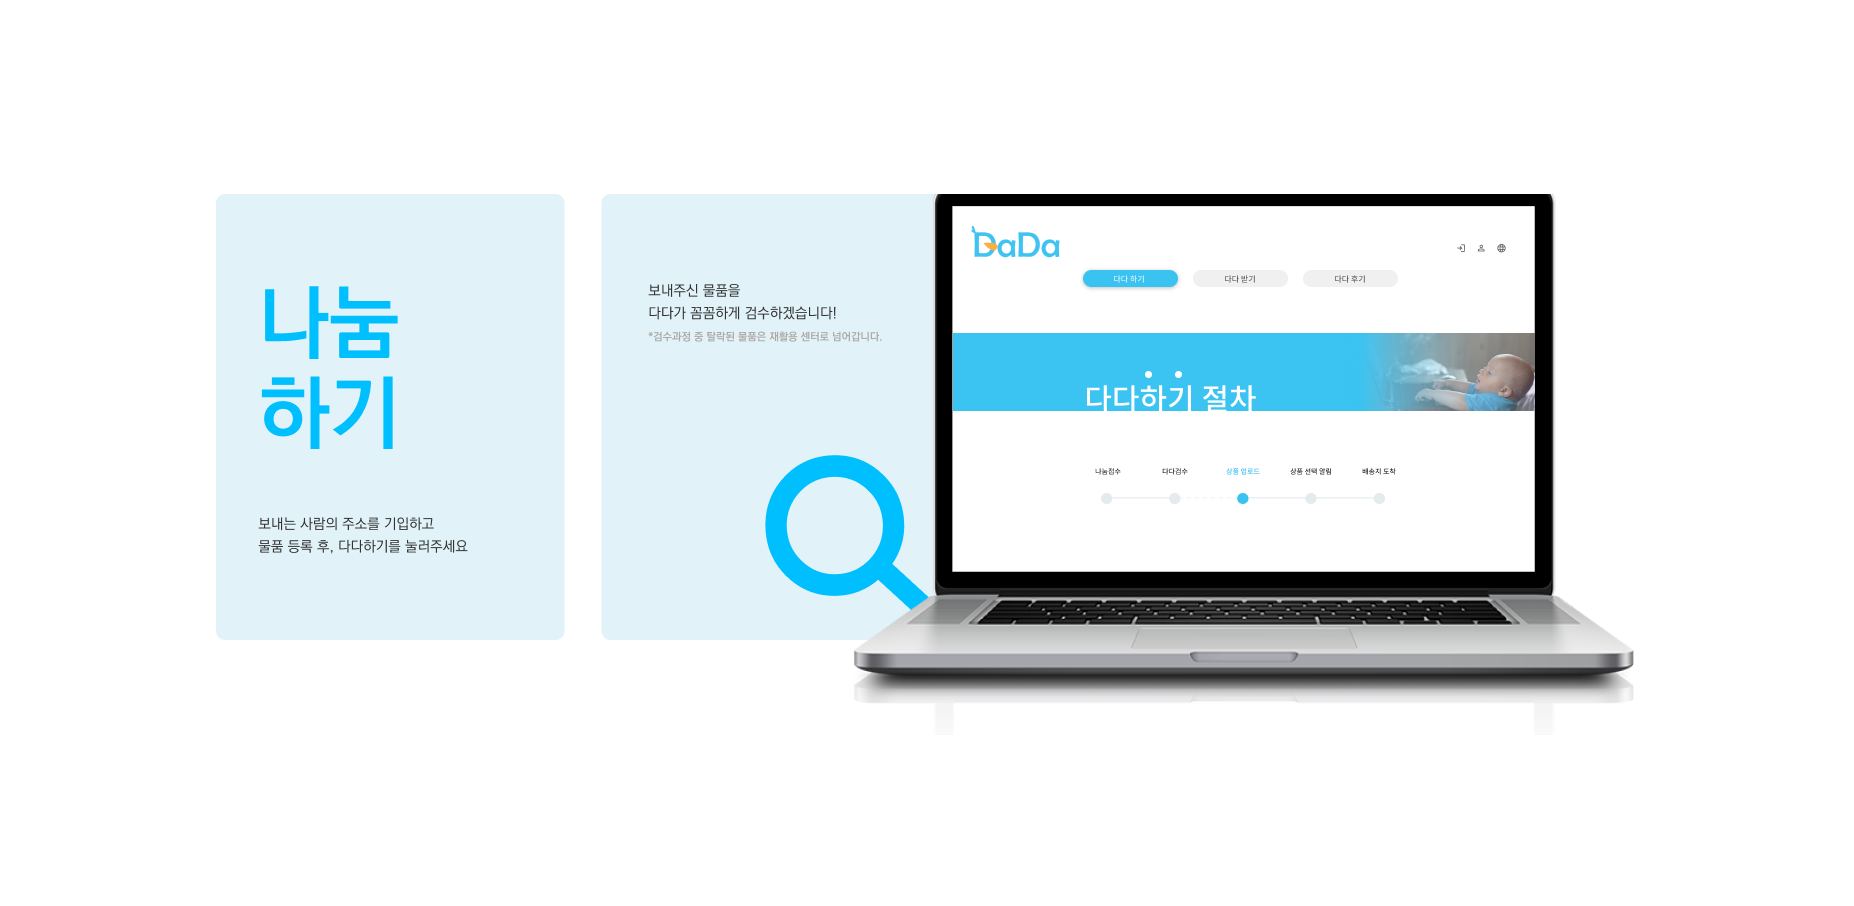 나눔
하기
보내는 사람의 주소를 기입하고
물품 등록 후, 다다하기를 눌러주세요
보내주신 물품을
다다가 꼼꼼하게 검수하겠습니다!
*검수과정 중 탈락된 물품은 재활용 센터로 넘어갑니다.
DaDa
다다 하기
다다 받기
다다 후기
다다하기 절차
나눔접수
다다검수
상품 업로드
상품 선택 알림
배송지 도착